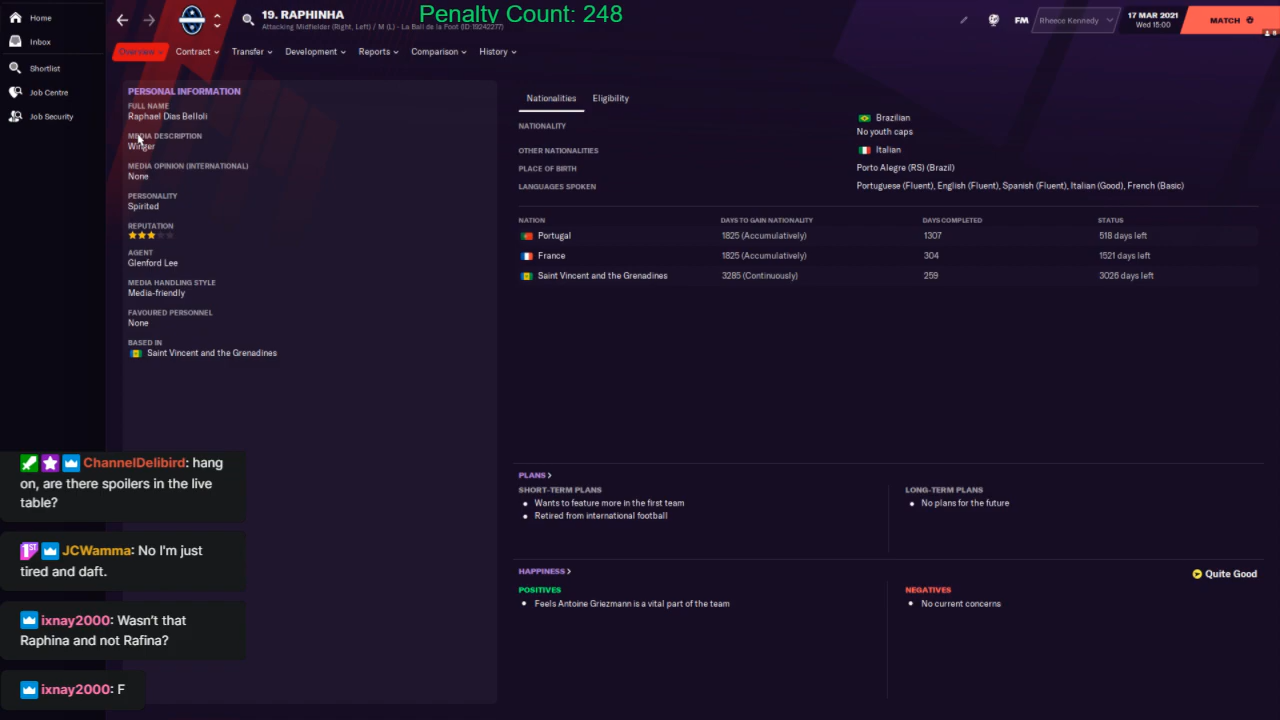 Home
Inbox
Shortlist
Job Centre
Job Security
19. RAPHINHA
Attacking Midfielder (Right, Left) / M (L) - La Ball de la Foot (ID:19242277)
Penalty Count: 248
FM
Rheece Kennedy
17 MAR 2021
Wed 15:00
MATCH
Overview
Contract
Transfer
Development
Reports
Comparison
History
PERSONAL INFORMATION
FULL NAME
Raphael Dias Belloli
MEDIA DESCRIPTION
Winger
MEDIA OPINION (INTERNATIONAL)
None
PERSONALITY
Spirited
REPUTATION
AGENT
Glenford Lee
MEDIA HANDLING STYLE
Media-friendly
FAVOURED PERSONNEL
None
BASED IN
Saint Vincent and the Grenadines
Nationalities Eligibility
NATIONALITY
Brazilian
No youth caps
OTHER NATIONALITIES
Italian
PLACE OF BIRTH
Porto Alegre (RS) (Brazil)
LANGUAGES SPOKEN
Portuguese (Fluent), English (Fluent), Spanish (Fluent), Italian (Good), French (Basic)
NATION DAYS TO GAIN NATIONALITY DAYS COMPLETED STATUS
Portugal 1825 (Accumulatively) 1307 518 days left
France 1825 (Accumulatively) 304 1521 days left
Saint Vincent and the Grenadines 3285 (Continuously) 259 3026 days left
PLANS >
SHORT-TERM PLANS
Wants to feature more in the first team
Retired from international football
LONG-TERM PLANS
No plans for the future
HAPPINESS >
Quite Good
POSITIVES
Feels Antoine Griezmann is a vital part of the team
NEGATIVES
No current concerns
ChannelDelibird: hang
on, are there spoilers in the live
table?
1ST JCWamma: No I'm just
tired and daft.
ixnay2000: Wasn't that
Raphina and not Rafina?
ixnay2000: F